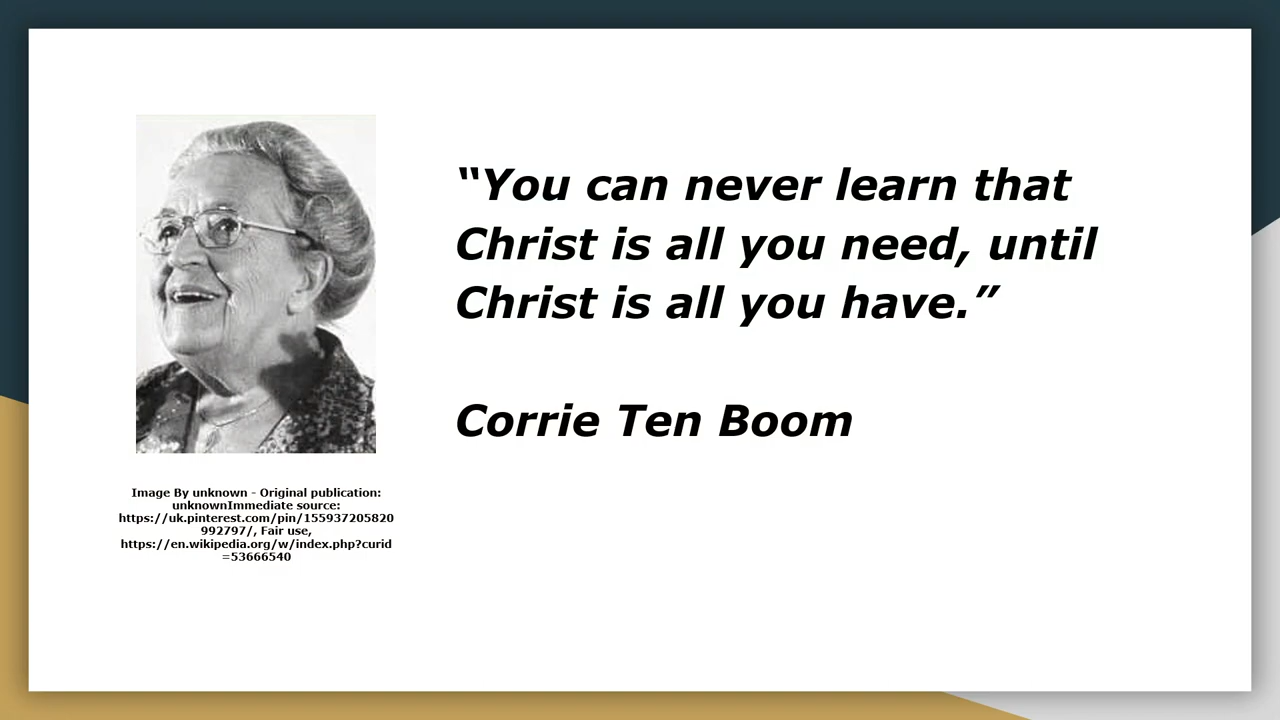 “You can never learn that
Christ is all you need, until
Christ is all you have.”
Corrie Ten Boom
Image By unknown - Original publication:
unknownImmediate source:
https://uk.pinterest.com/pin/155937205820
992797/, Fair use,
https://en.wikipedia.org/w/index.php?curid
=53666540